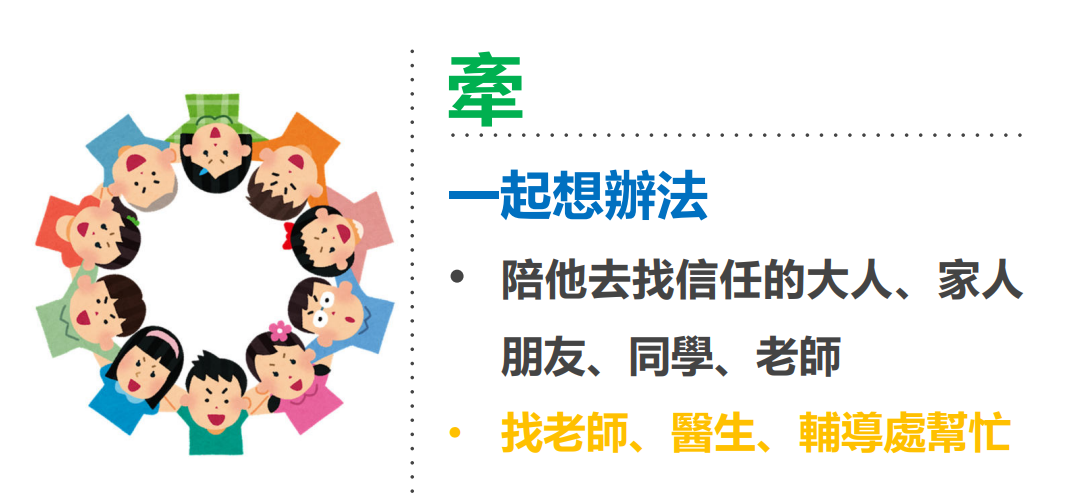 牽
一起想辦法
• 陪他去找信任的大人、家人
朋友、同學、老師
• 找老師、醫生、輔導處幫忙